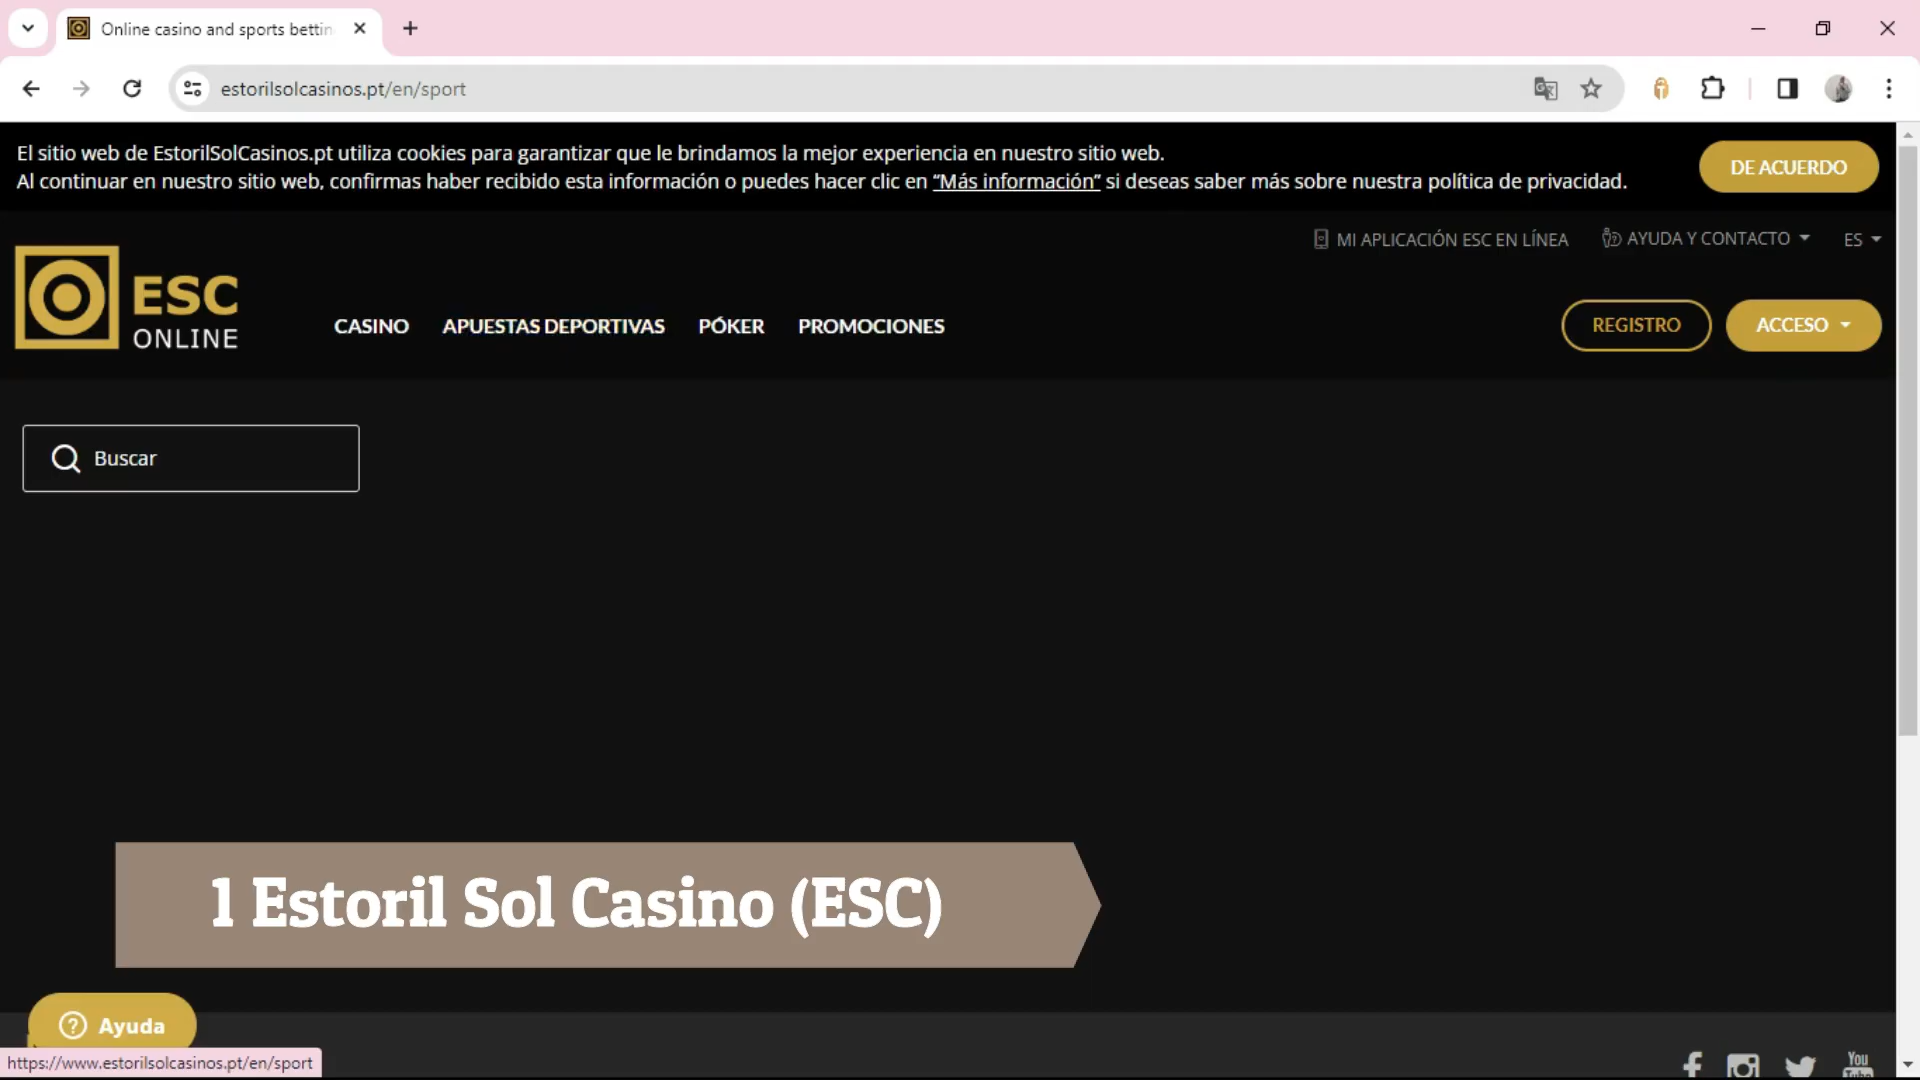 Online casino and sports bettin
estorilsolcasinos.pt/en/sport
El sitio web de EstorilSolCasinos.pt utiliza cookies para garantizar que le brindamos la mejor experiencia en nuestro sitio web.
Al continuar en nuestro sitio web, confirmas haber recibido esta información o puedes hacer clic en “Más información” si deseas saber más sobre nuestra política de privacidad.
DE ACUERDO
MI APLICACIÓN ESC EN LÍNEA
AYUDA Y CONTACTO
ES
ESC
ONLINE
CASINO
APUESTAS DEPORTIVAS
PÓKER
PROMOCIONES
REGISTRO
ACCESO
Buscar
1 Estoril Sol Casino (ESC)
Ayuda
https://www.estorilsolcasinos.pt/en/sport
You
Tube